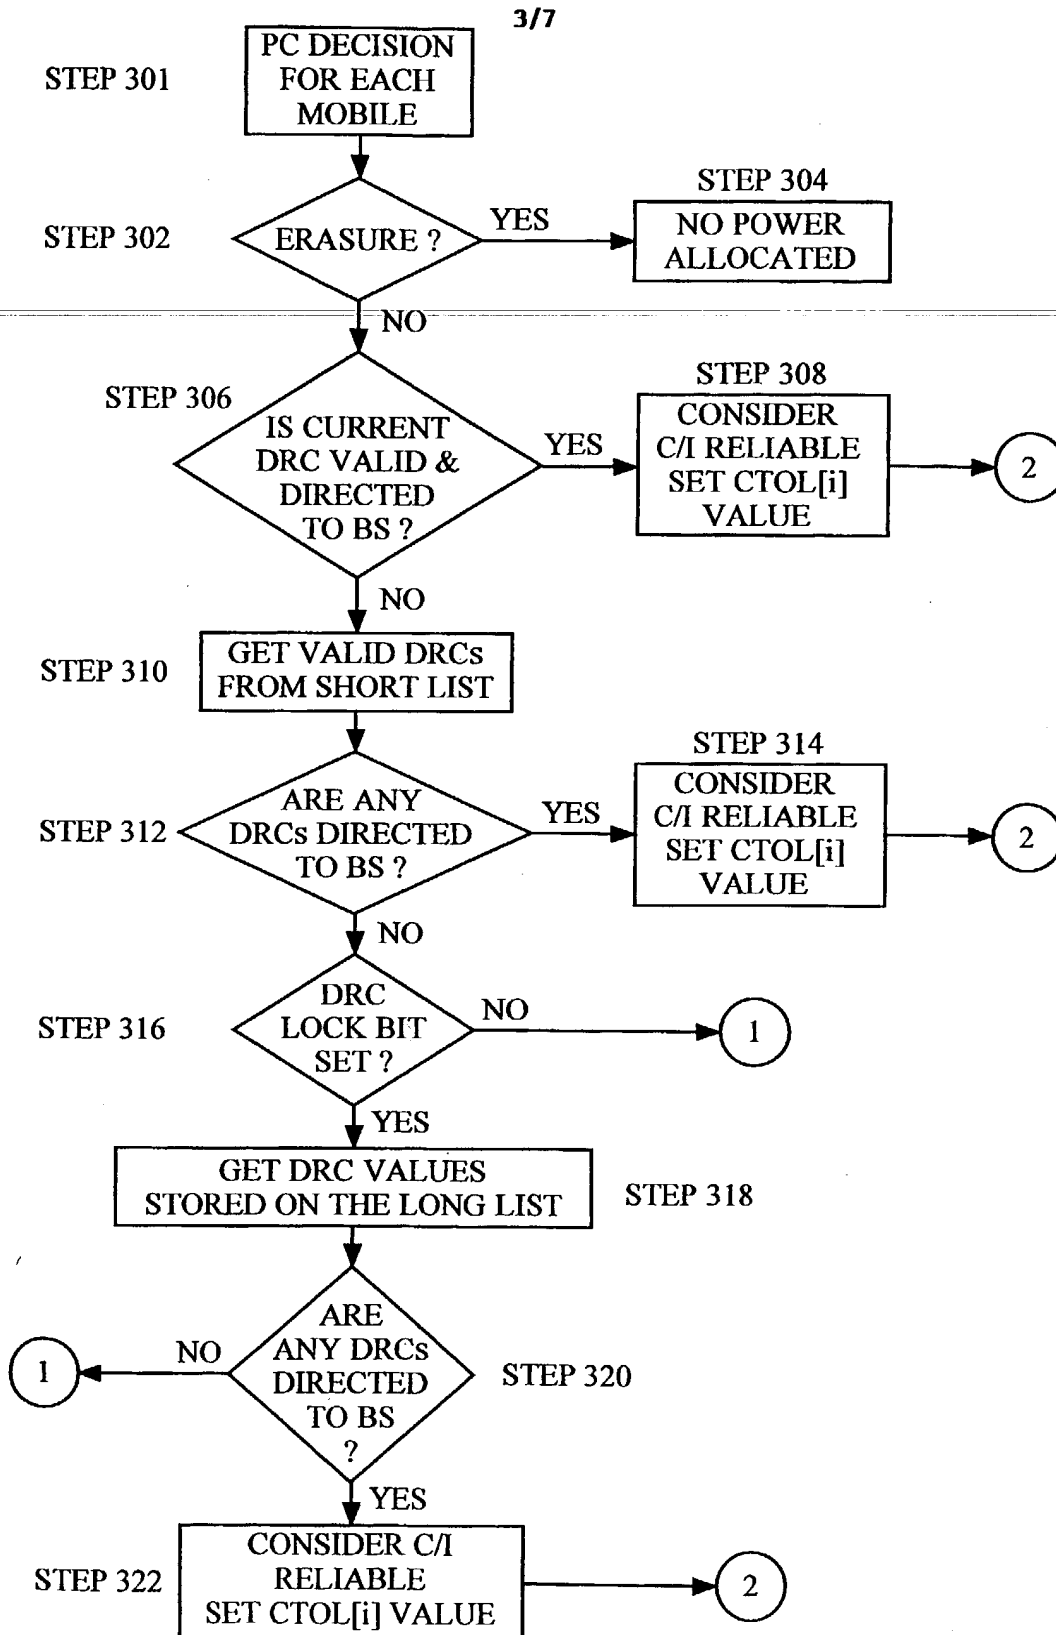 3/7
STEP 301
PC DECISION
FOR EACH
MOBILE
STEP 302
ERASURE ?
YES
STEP 304
NO POWER
ALLOCATED
NO
STEP 306
IS CURRENT
DRC VALID &
DIRECTED
TO BS ?
YES
STEP 308
CONSIDER
C/I RELIABLE
SET CTOL[i]
VALUE
2
NO
STEP 310
GET VALID DRCs
FROM SHORT LIST
STEP 312
ARE ANY
DRCs DIRECTED
TO BS ?
YES
STEP 314
CONSIDER
C/I RELIABLE
SET CTOL[i]
VALUE
2
NO
STEP 316
DRC
LOCK BIT
SET ?
NO
1
YES
GET DRC VALUES
STORED ON THE LONG LIST
STEP 318
1
NO
ARE
ANY DRCs
DIRECTED
TO BS
?
STEP 320
YES
STEP 322
CONSIDER C/I
RELIABLE
SET CTOL[i] VALUE
2